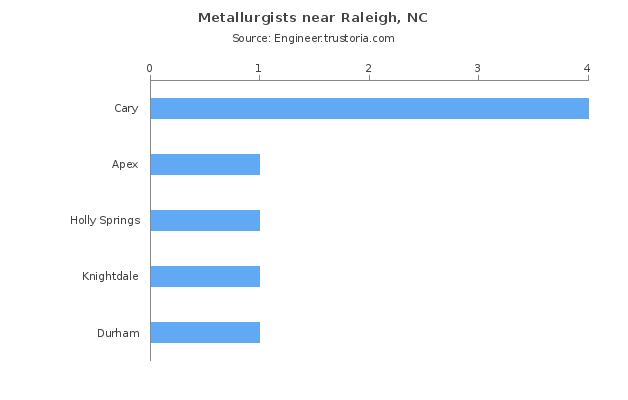 Metallurgists near Raleigh, NC
Source: Engineer.trustoria.com
0 1 2 3 4
Cary
Apex
Holly Springs
Knightdale
Durham